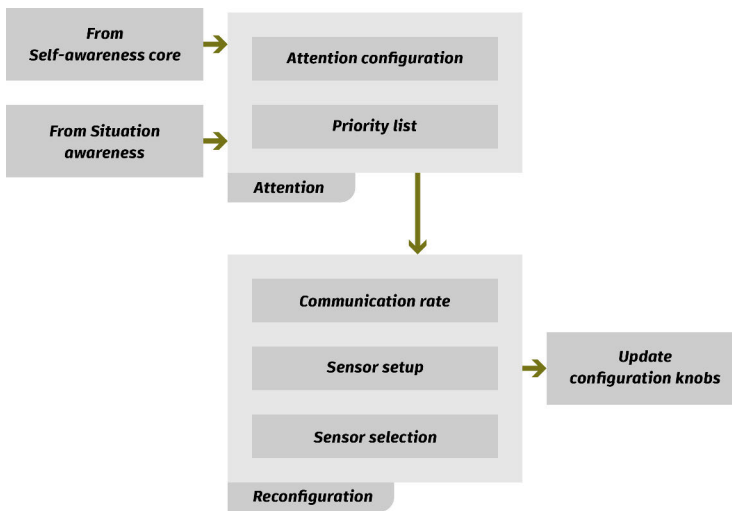 From
Self-awareness core
Attention configuration
From Situation
awareness
Priority list
Attention
Communication rate
Sensor setup
Update
configuration knobs
Sensor selection
Reconfiguration